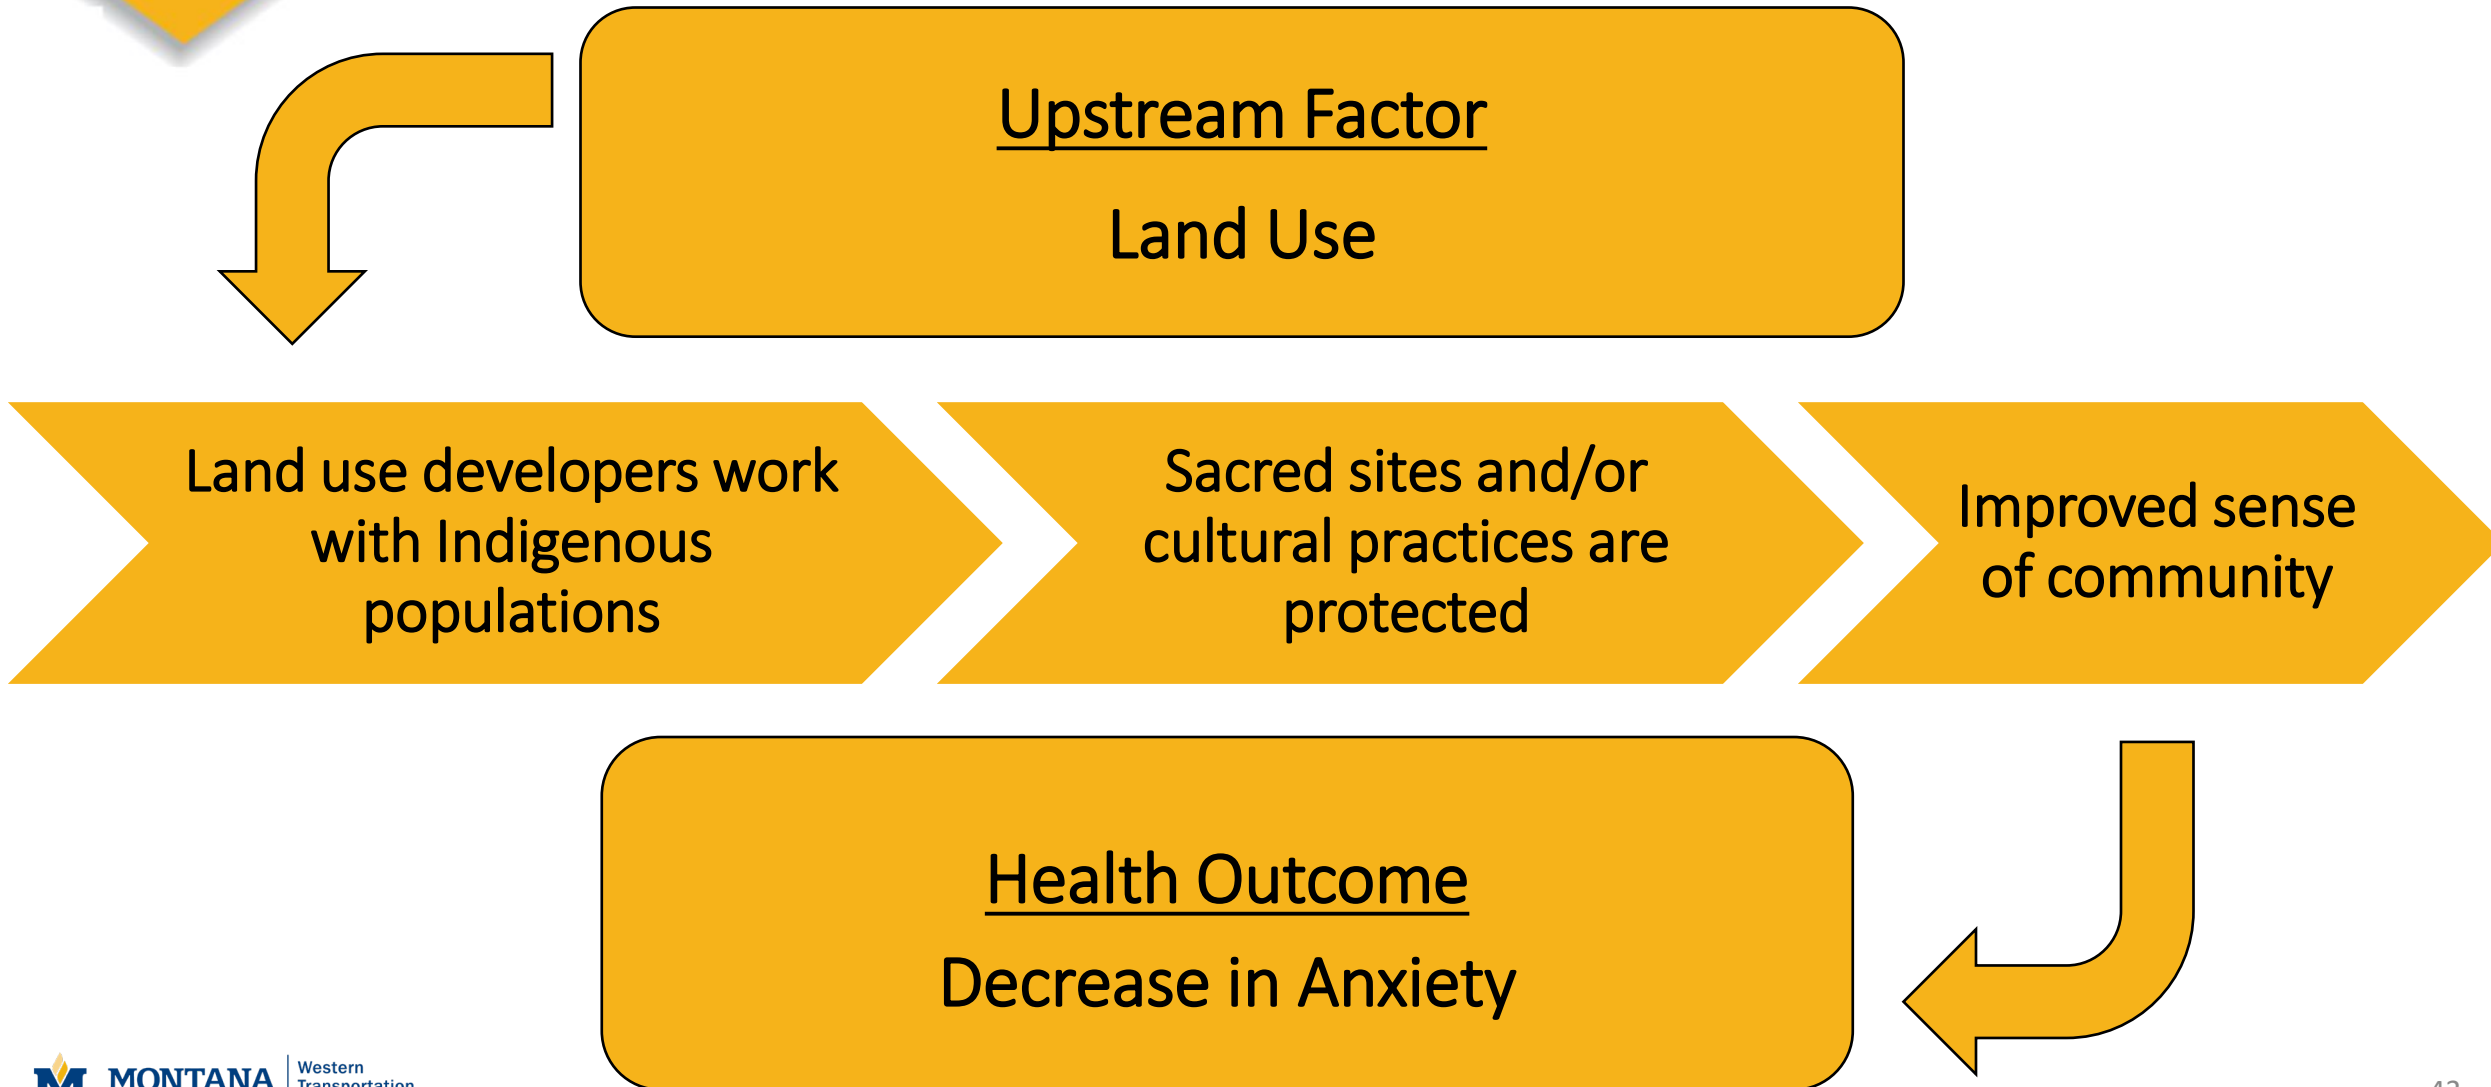 Upstream Factor
Land Use
Land use developers work
with Indigenous
populations
Sacred sites and/or
cultural practices are
protected
Improved sense
of community
Health Outcome
Decrease in Anxiety
MONTANA
Western
Transportation